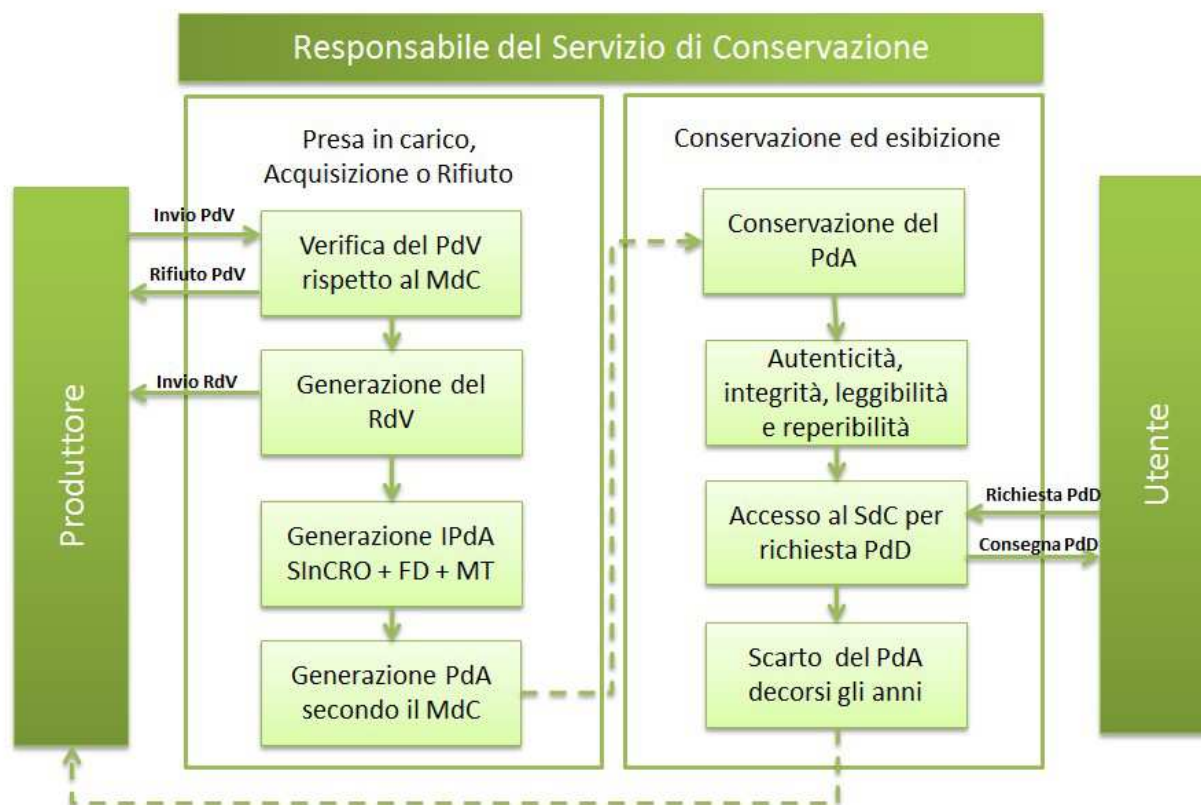 Responsabile del Servizio di Conservazione
Presa in carico,
Acquisizione o Rifiuto
Produttore
Invio PdV
Rifiuto PdV
Invio RdV
Verifica del PdV
rispetto al MdC
Generazione del
RdV
Generazione IPdA
SInCRO + FD + MT
Generazione PdA
secondo il MdC
Conservazione ed esibizione
Conservazione del
PdA
Autenticità,
integrità, leggibilità
e reperibilità
Accesso al SdC per
richiesta PdD
Scarto del PdA
decorsi gli anni
Richiesta PdD
Consegna PdD
Utente